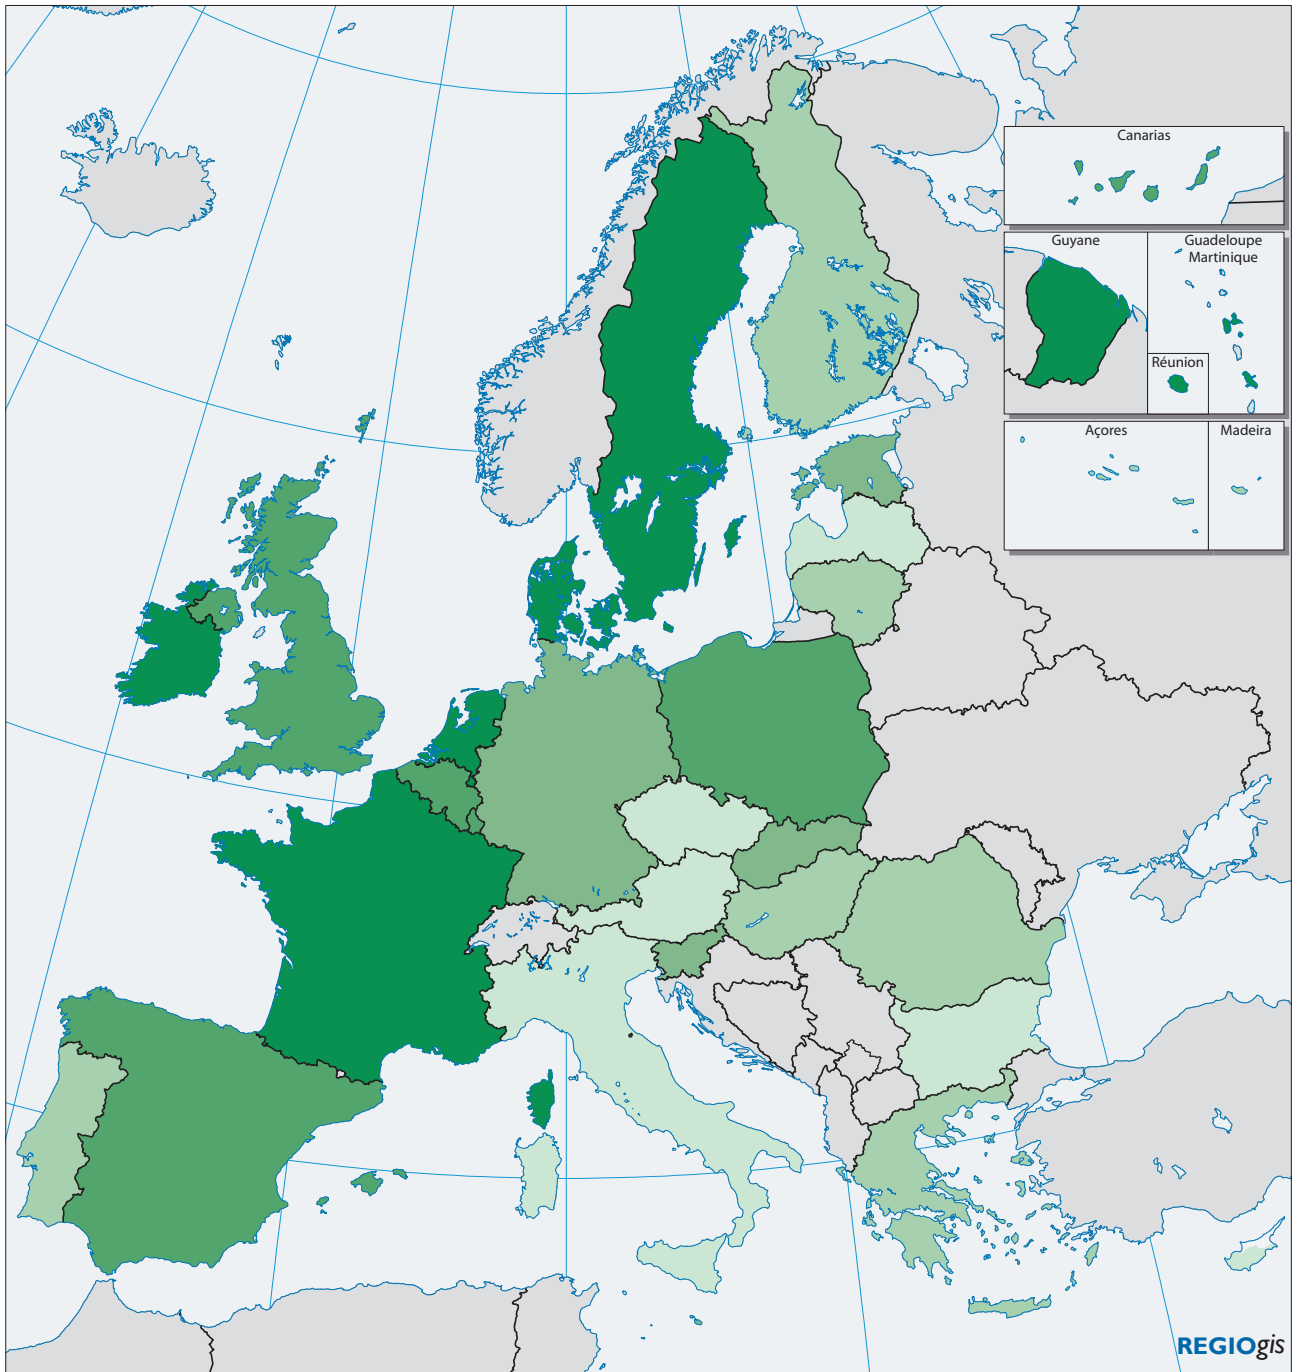 Canarias
Guyane
Guadeloupe
Martinique
Réunion
Açores
Madeira
REGIOgis